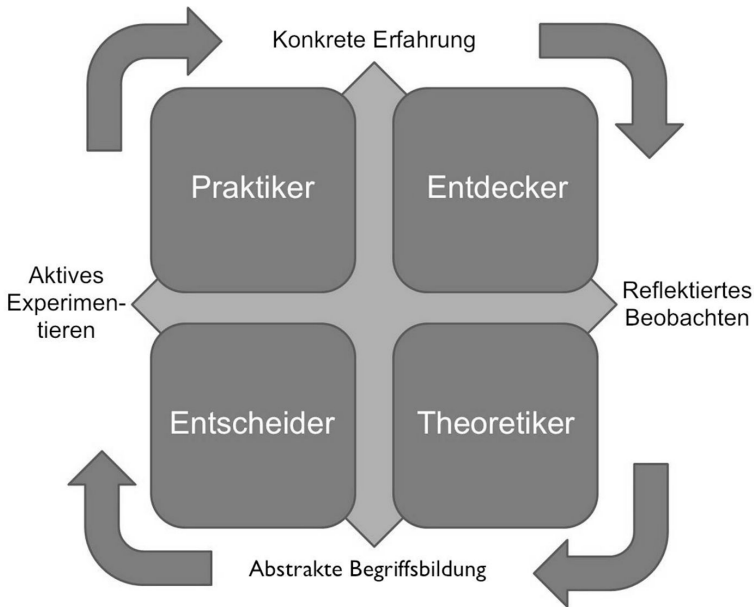 Konkrete Erfahrung
Praktiker
Entdecker
Aktives
Experimen-
tieren
Reflektiertes
Beobachten
Entscheider
Theoretiker
Abstrakte Begriffsbildung